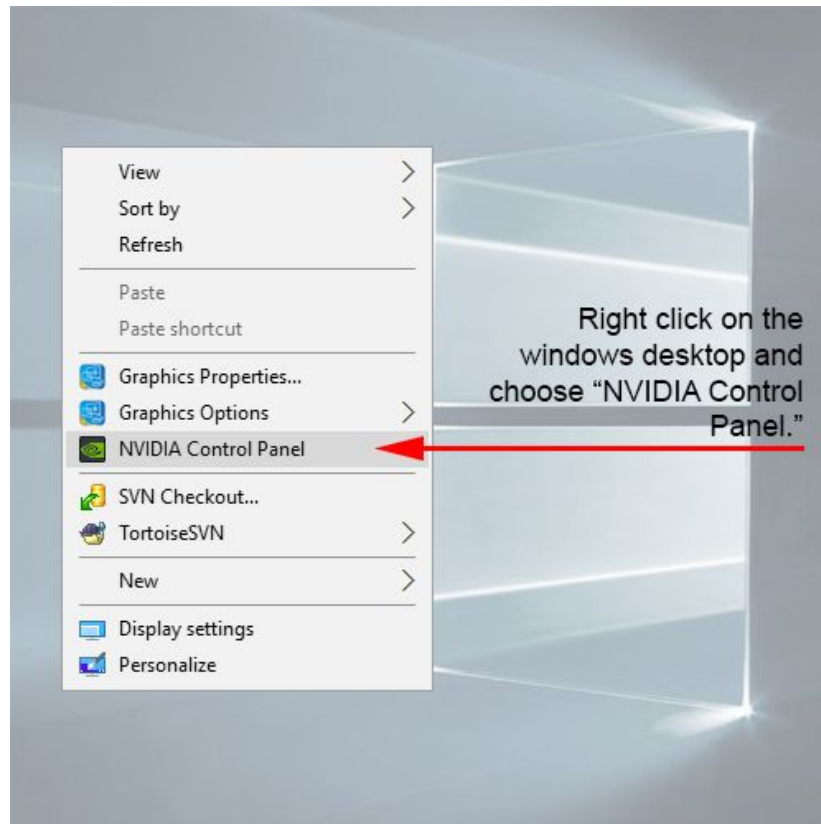 View
Sort by
Refresh
Paste
Paste shortcut
Graphics Properties...
Graphics Options
NVIDIA Control Panel
SVN Checkout...
TortoiseSVN
New
Display settings
Personalize
Right click on the
windows desktop and
choose “NVIDIA Control
Panel.”